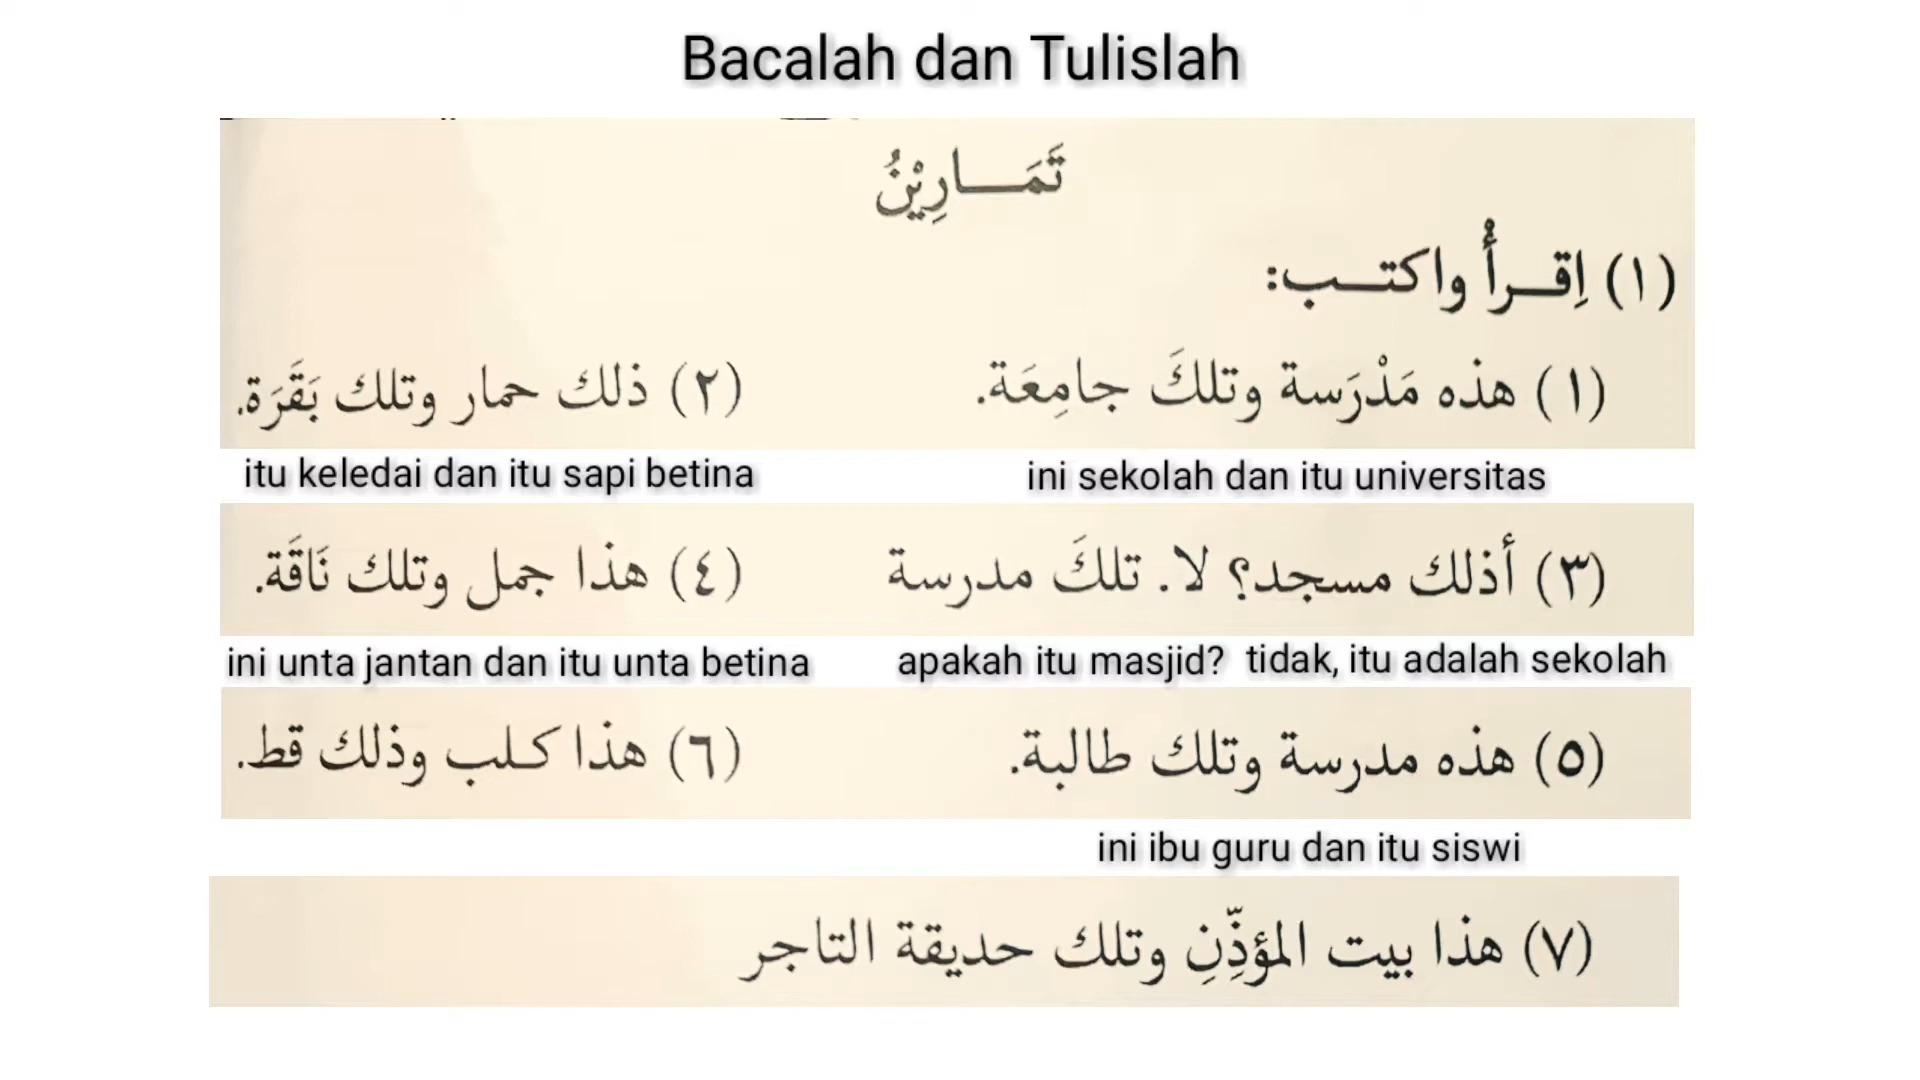 Bacalah dan Tulislah
تَمَـــارِيْنُ
(١) اِقـرأْ واكتـب:
(١) هذه مَدْرَسة وتلكَ جامِعَة.
(٢) ذلك حمار وتلك بَقَرَة.
ini sekolah dan itu universitas
itu keledai dan itu sapi betina
(٣) أذلك مسجد؟ لا. تلكَ مدرسة
(٤) هذا جمل وتلك نَاقَة.
apakah itu masjid? tidak, itu adalah sekolah
ini unta jantan dan itu unta betina
(٥) هذه مدرسة وتلك طالبة.
(٦) هذا كلب وذلك قط.
ini ibu guru dan itu siswi
(٧) هذا بيت المؤذِّنِ وتلك حديقة التاجر